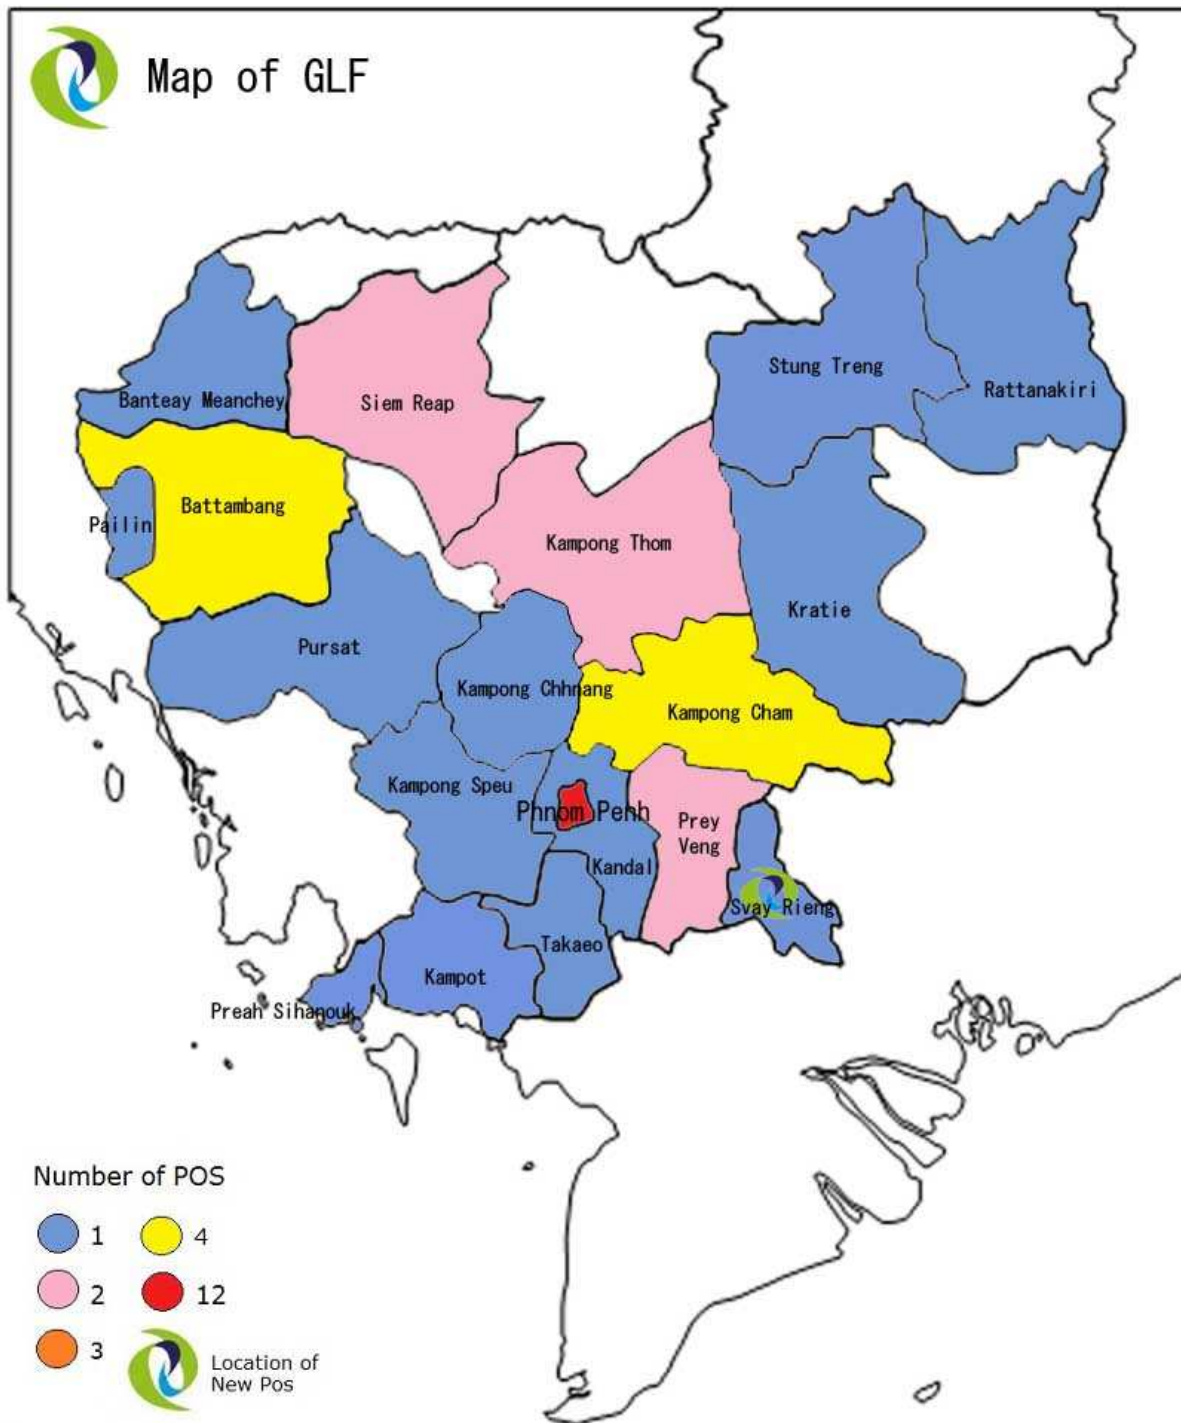 Map of GLF
Stung Treng
Rattanakiri
Banteay Meanchey
Siem Reap
Battambang
Pailin
Kampong Thom
Kratie
Pursat
Kampong Chhnang
Kampong Cham
Kampong Speu
Phnom Penh
Prey
Veng
Kandal
Svay Rieng
Takaeo
Kampot
Preah Sihanouk
Number of POS
1
4
2
12
3
Location of
New Pos